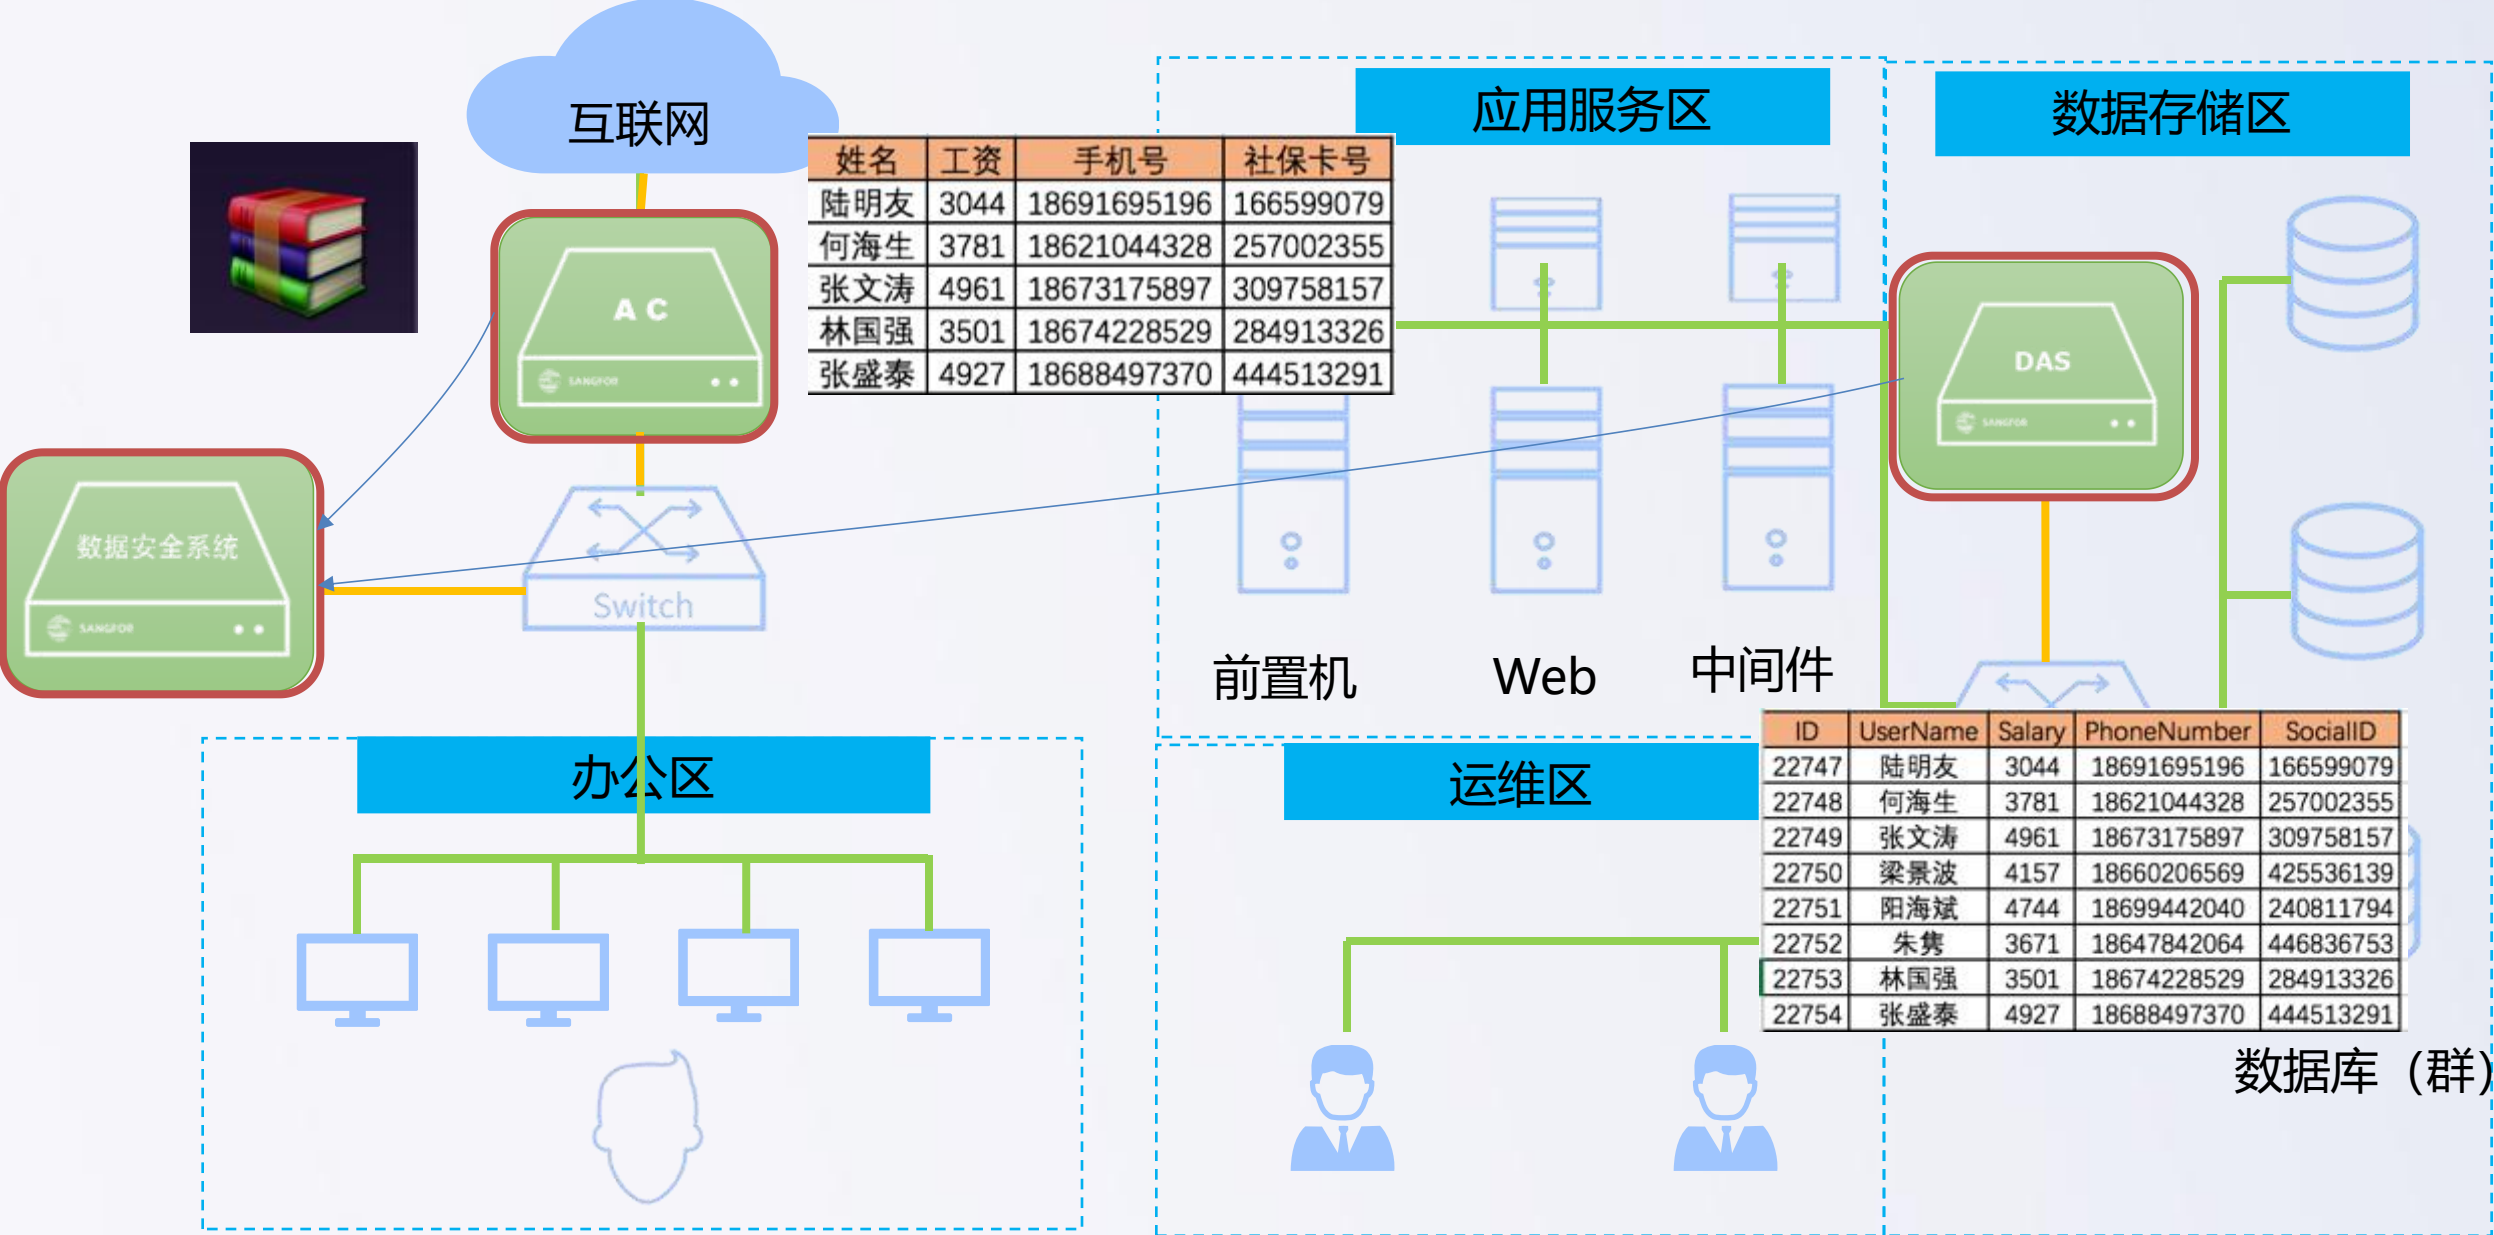 互联网
应用服务区
数据存储区
姓名 工资 手机号 社保卡号
陆明友 3044 18691695196 166599079
何海生 3781 18621044328 257002355
张文涛 4961 18673175897 309758157
林国强 3501 18674228529 284913326
张盛泰 4927 18688497370 444513291
A C
SANGFOR
DAS
SANGFOR
数据安全系统
SANGFOR
Switch
前置机
Web
中间件
办公区
运维区
ID UserName Salary PhoneNumber SocialID
22747 陆明友 3044 18691695196 166599079
22748 何海生 3781 18621044328 257002355
22749 张文涛 4961 18673175897 309758157
22750 梁景波 4157 18660206569 425536139
22751 阳海斌 4744 18699442040 240811794
22752 朱隽 3671 18647842064 446836753
22753 林国强 3501 18674228529 284913326
22754 张盛泰 4927 18688497370 444513291
数据库（群）